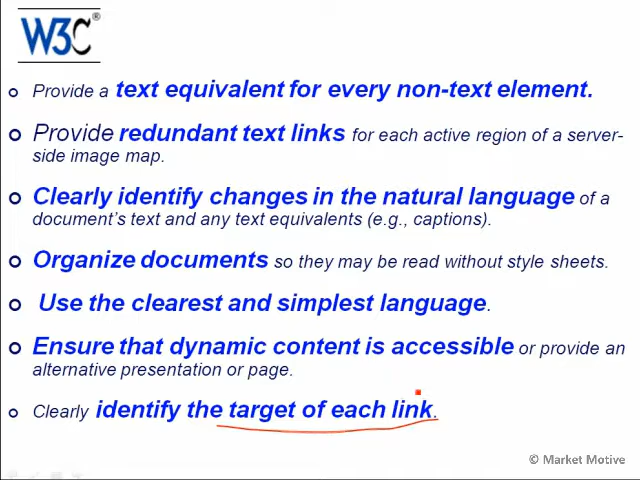 W3C®
Provide a text equivalent for every non-text element.
Provide redundant text links for each active region of a server-
side image map.
Clearly identify changes in the natural language of a
document's text and any text equivalents (e.g., captions).
Organize documents so they may be read without style sheets.
Use the clearest and simplest language.
Ensure that dynamic content is accessible or provide an
alternative presentation or page.
Clearly identify the target of each link.
© Market Motive